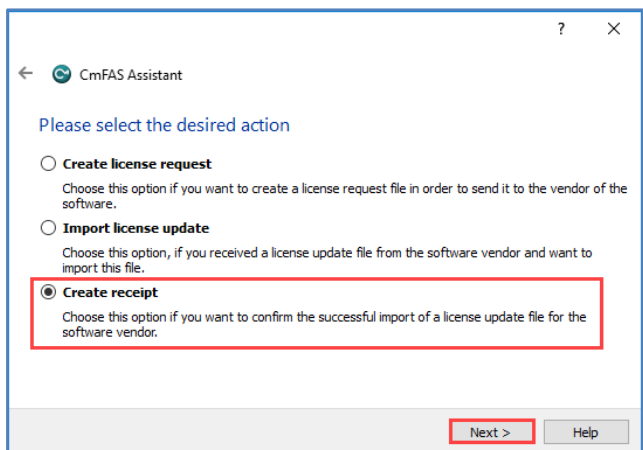 ?
CmFAS Assistant
Please select the desired action
Create license request
Choose this option if you want to create a license request file in order to send it to the vendor of the
software.
Import license update
Choose this option, if you received a license update file from the software vendor and want to
import this file.
Create receipt
Choose this option if you want to confirm the successful import of a license update file for the
software vendor.
Next > Help